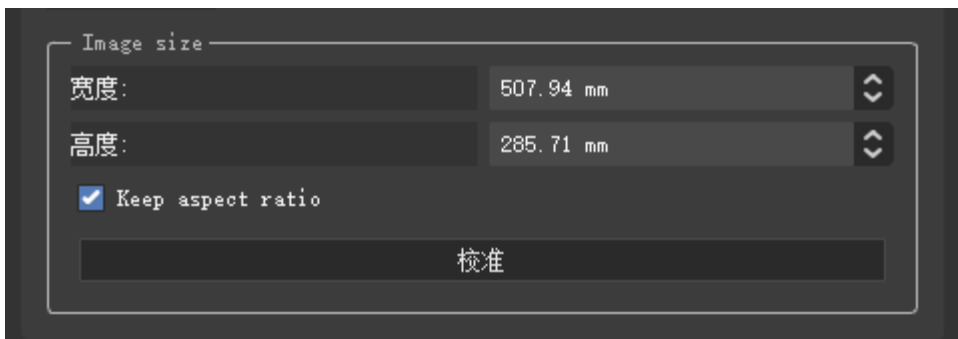 Image size
宽度: 507.94 mm
高度: 285.71 mm
Keep aspect ratio
校准